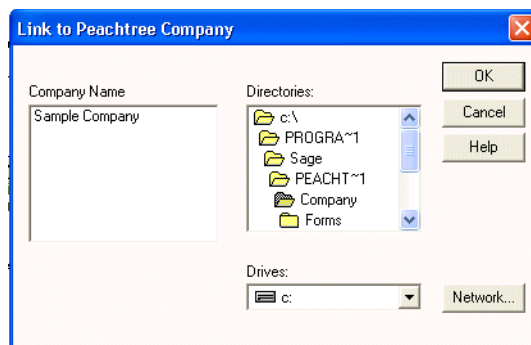 Link to Peachtree Company
Company Name
Sample Company
Directories:
c:\
PROGRA~1
Sage
PEACHT~1
Company
Forms
Drives:
c:
OK
Cancel
Help
Network...